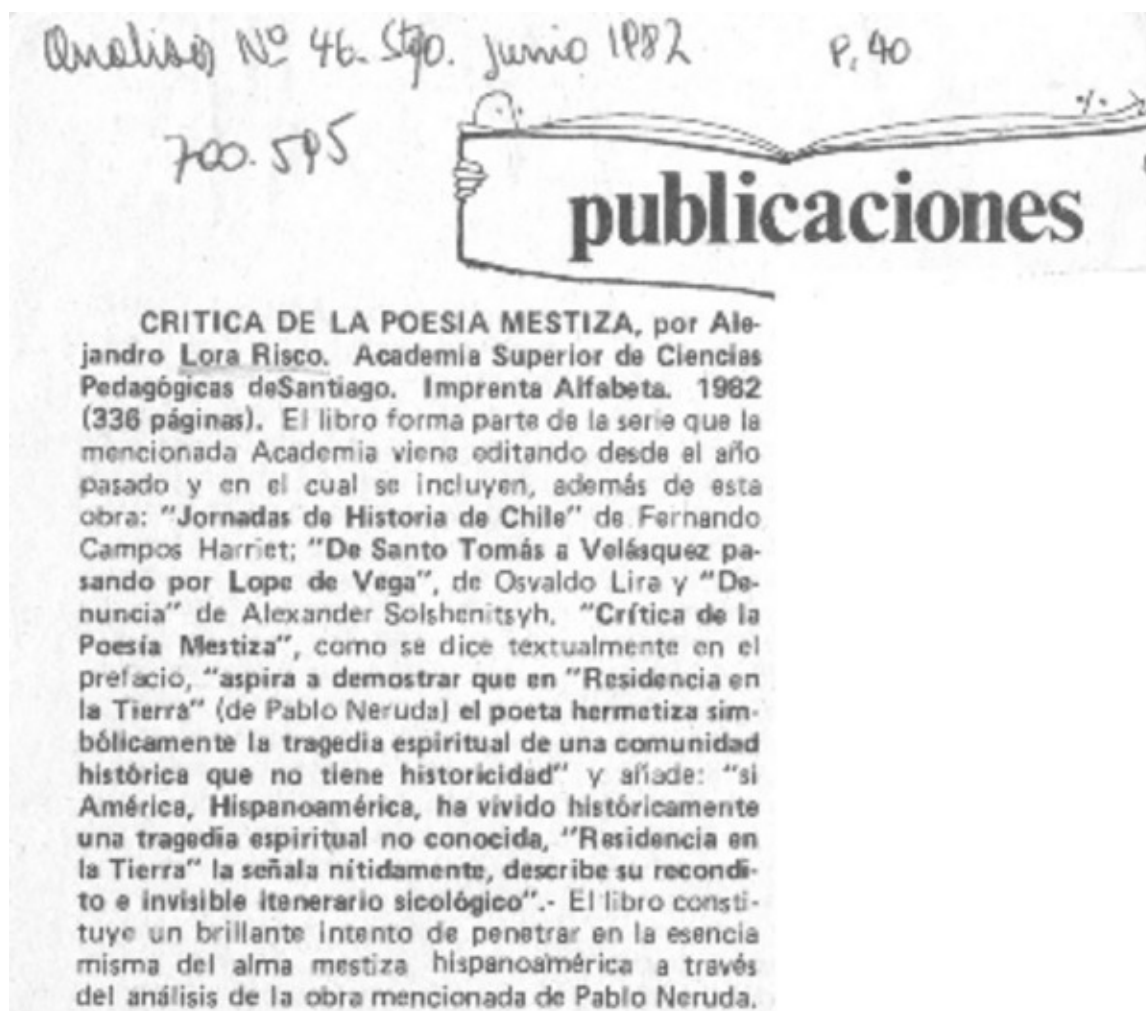 Analisis Nº 46. Stgo. junio 1982. P. 40
700.595
publicaciones
CRITICA DE LA POESIA MESTIZA, por Ale-
jandro Lora Risco. Academia Superior de Ciencias
Pedagógicas deSantiago. Imprenta Alfabeta. 1982
(336 páginas). El libro forma parte de la serie que la
mencionada Academia viene editando desde el año
pasado y en el cual se incluyen, además de esta
obra: "Jornadas de Historia de Chile" de Fernando
Campos Harriet; "De Santo Tomás a Velásquez pa-
sando por Lope de Vega", de Osvaldo Lira y "De-
nuncia" de Alexander Solshenitsyh. "Crítica de la
Poesía Mestiza", como se dice textualmente en el
prefacio, "aspira a demostrar que en "Residencia en
la Tierra" (de Pablo Neruda) el poeta hermetiza sim-
bólicamente la tragedia espiritual de una comunidad
histórica que no tiene historicidad" y añade: "si
América, Hispanoamérica, ha vivido históricamente
una tragedia espiritual no conocida, "Residencia en
la Tierra" la señala nítidamente, describe su recondi-
to e invisible itenerario sicológico".- El libro consti-
tuye un brillante intento de penetrar en la esencia
misma del alma mestiza hispanoamérica a través
del análisis de la obra mencionada de Pablo Neruda.